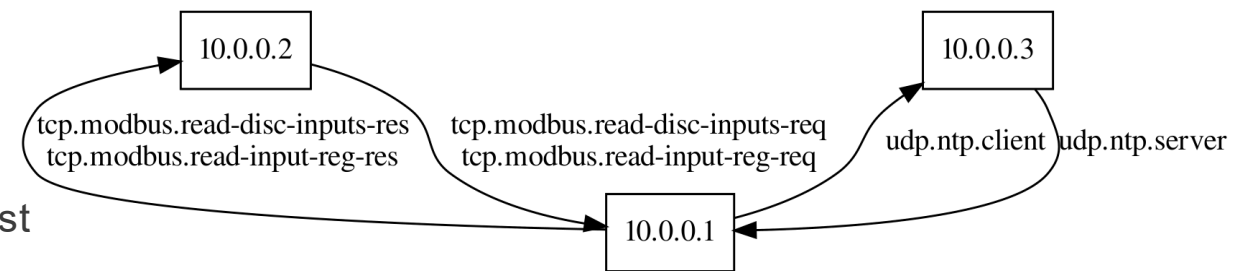 10.0.0.2
10.0.0.3
tcp.modbus.read-disc-inputs-res
tcp.modbus.read-input-reg-res
tcp.modbus.read-disc-inputs-req
tcp.modbus.read-input-reg-req
udp.ntp.client
udp.ntp.server
st
10.0.0.1